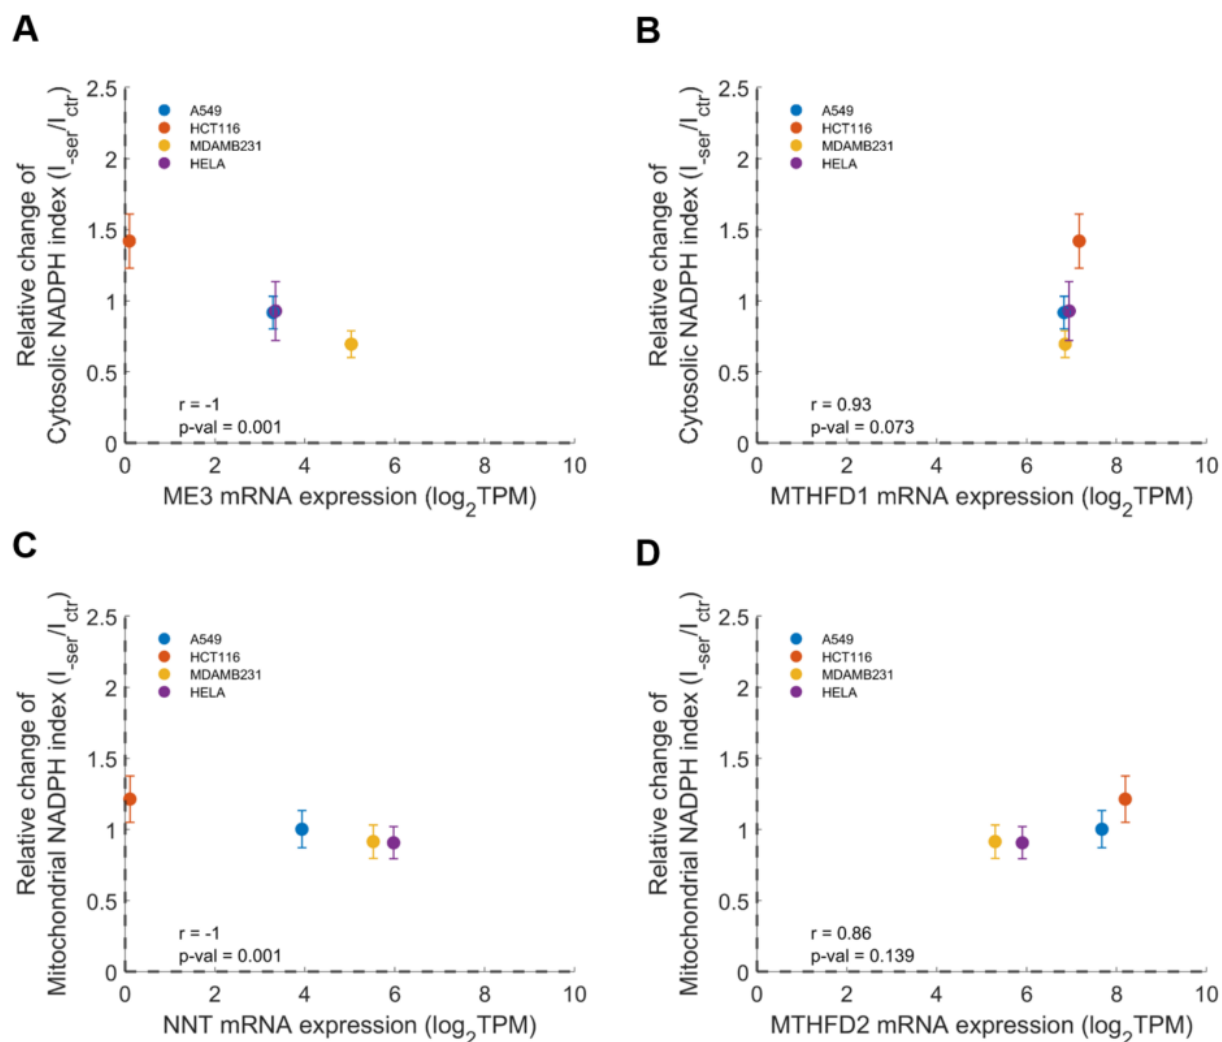 A
Relative change of
Cytosolic NADPH index (I-ser/Ictr)
2.5
2
1.5
1
0.5
0
A549
HCT116
MDAMB231
HELA
r = -1
p-val = 0.001
0 2 4 6 8 10
ME3 mRNA expression (log2TPM)
B
Relative change of
Cytosolic NADPH index (I-ser/Ictr)
2.5
2
1.5
1
0.5
0
A549
HCT116
MDAMB231
HELA
r = 0.93
p-val = 0.073
0 2 4 6 8 10
MTHFD1 mRNA expression (log2TPM)
C
Relative change of
Mitochondrial NADPH index (I-ser/Ictr)
2.5
2
1.5
1
0.5
0
A549
HCT116
MDAMB231
HELA
r = -1
p-val = 0.001
0 2 4 6 8 10
NNT mRNA expression (log2TPM)
D
Relative change of
Mitochondrial NADPH index (I-ser/Ictr)
2.5
2
1.5
1
0.5
0
A549
HCT116
MDAMB231
HELA
r = 0.86
p-val = 0.139
0 2 4 6 8 10
MTHFD2 mRNA expression (log2TPM)